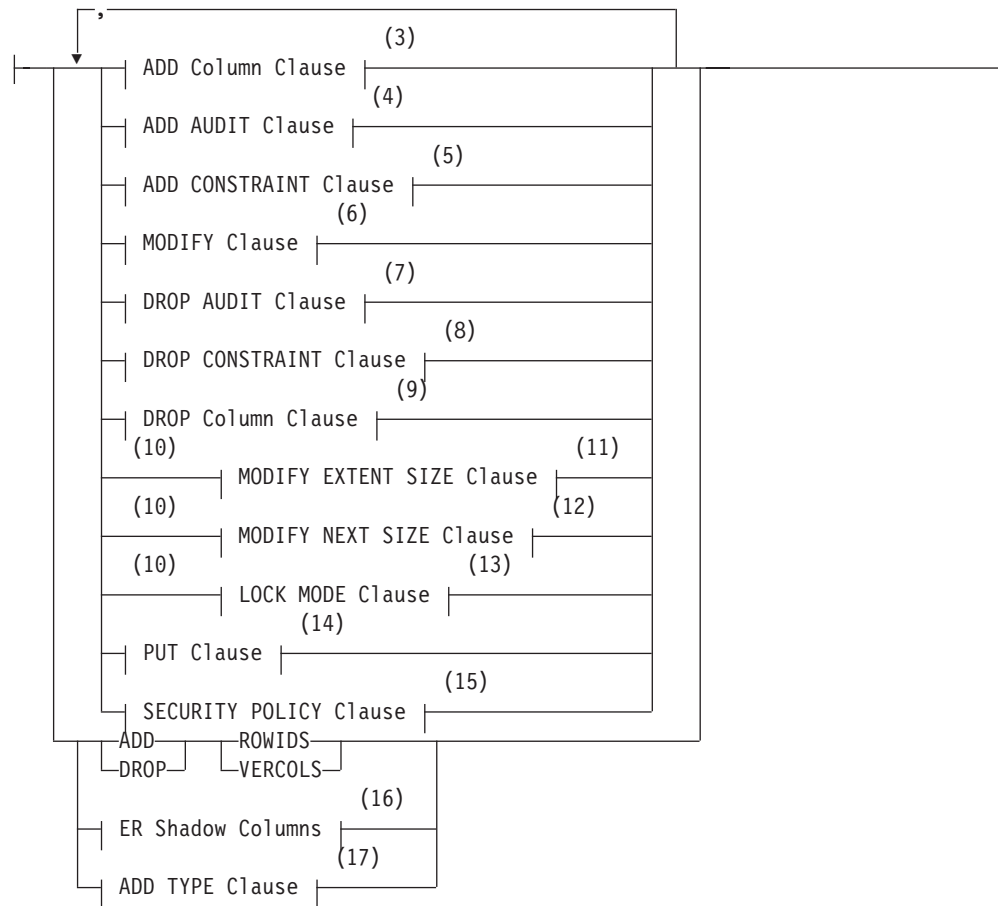 ,
(3)
ADD Column Clause
(4)
ADD AUDIT Clause
(5)
ADD CONSTRAINT Clause
(6)
MODIFY Clause
(7)
DROP AUDIT Clause
(8)
DROP CONSTRAINT Clause
(9)
DROP Column Clause
(10) (11)
MODIFY EXTENT SIZE Clause
(10) (12)
MODIFY NEXT SIZE Clause
(10) (13)
LOCK MODE Clause
(14)
PUT Clause
(15)
SECURITY POLICY Clause
ADD ROWIDS
DROP VERCOLS
(16)
ER Shadow Columns
(17)
ADD TYPE Clause